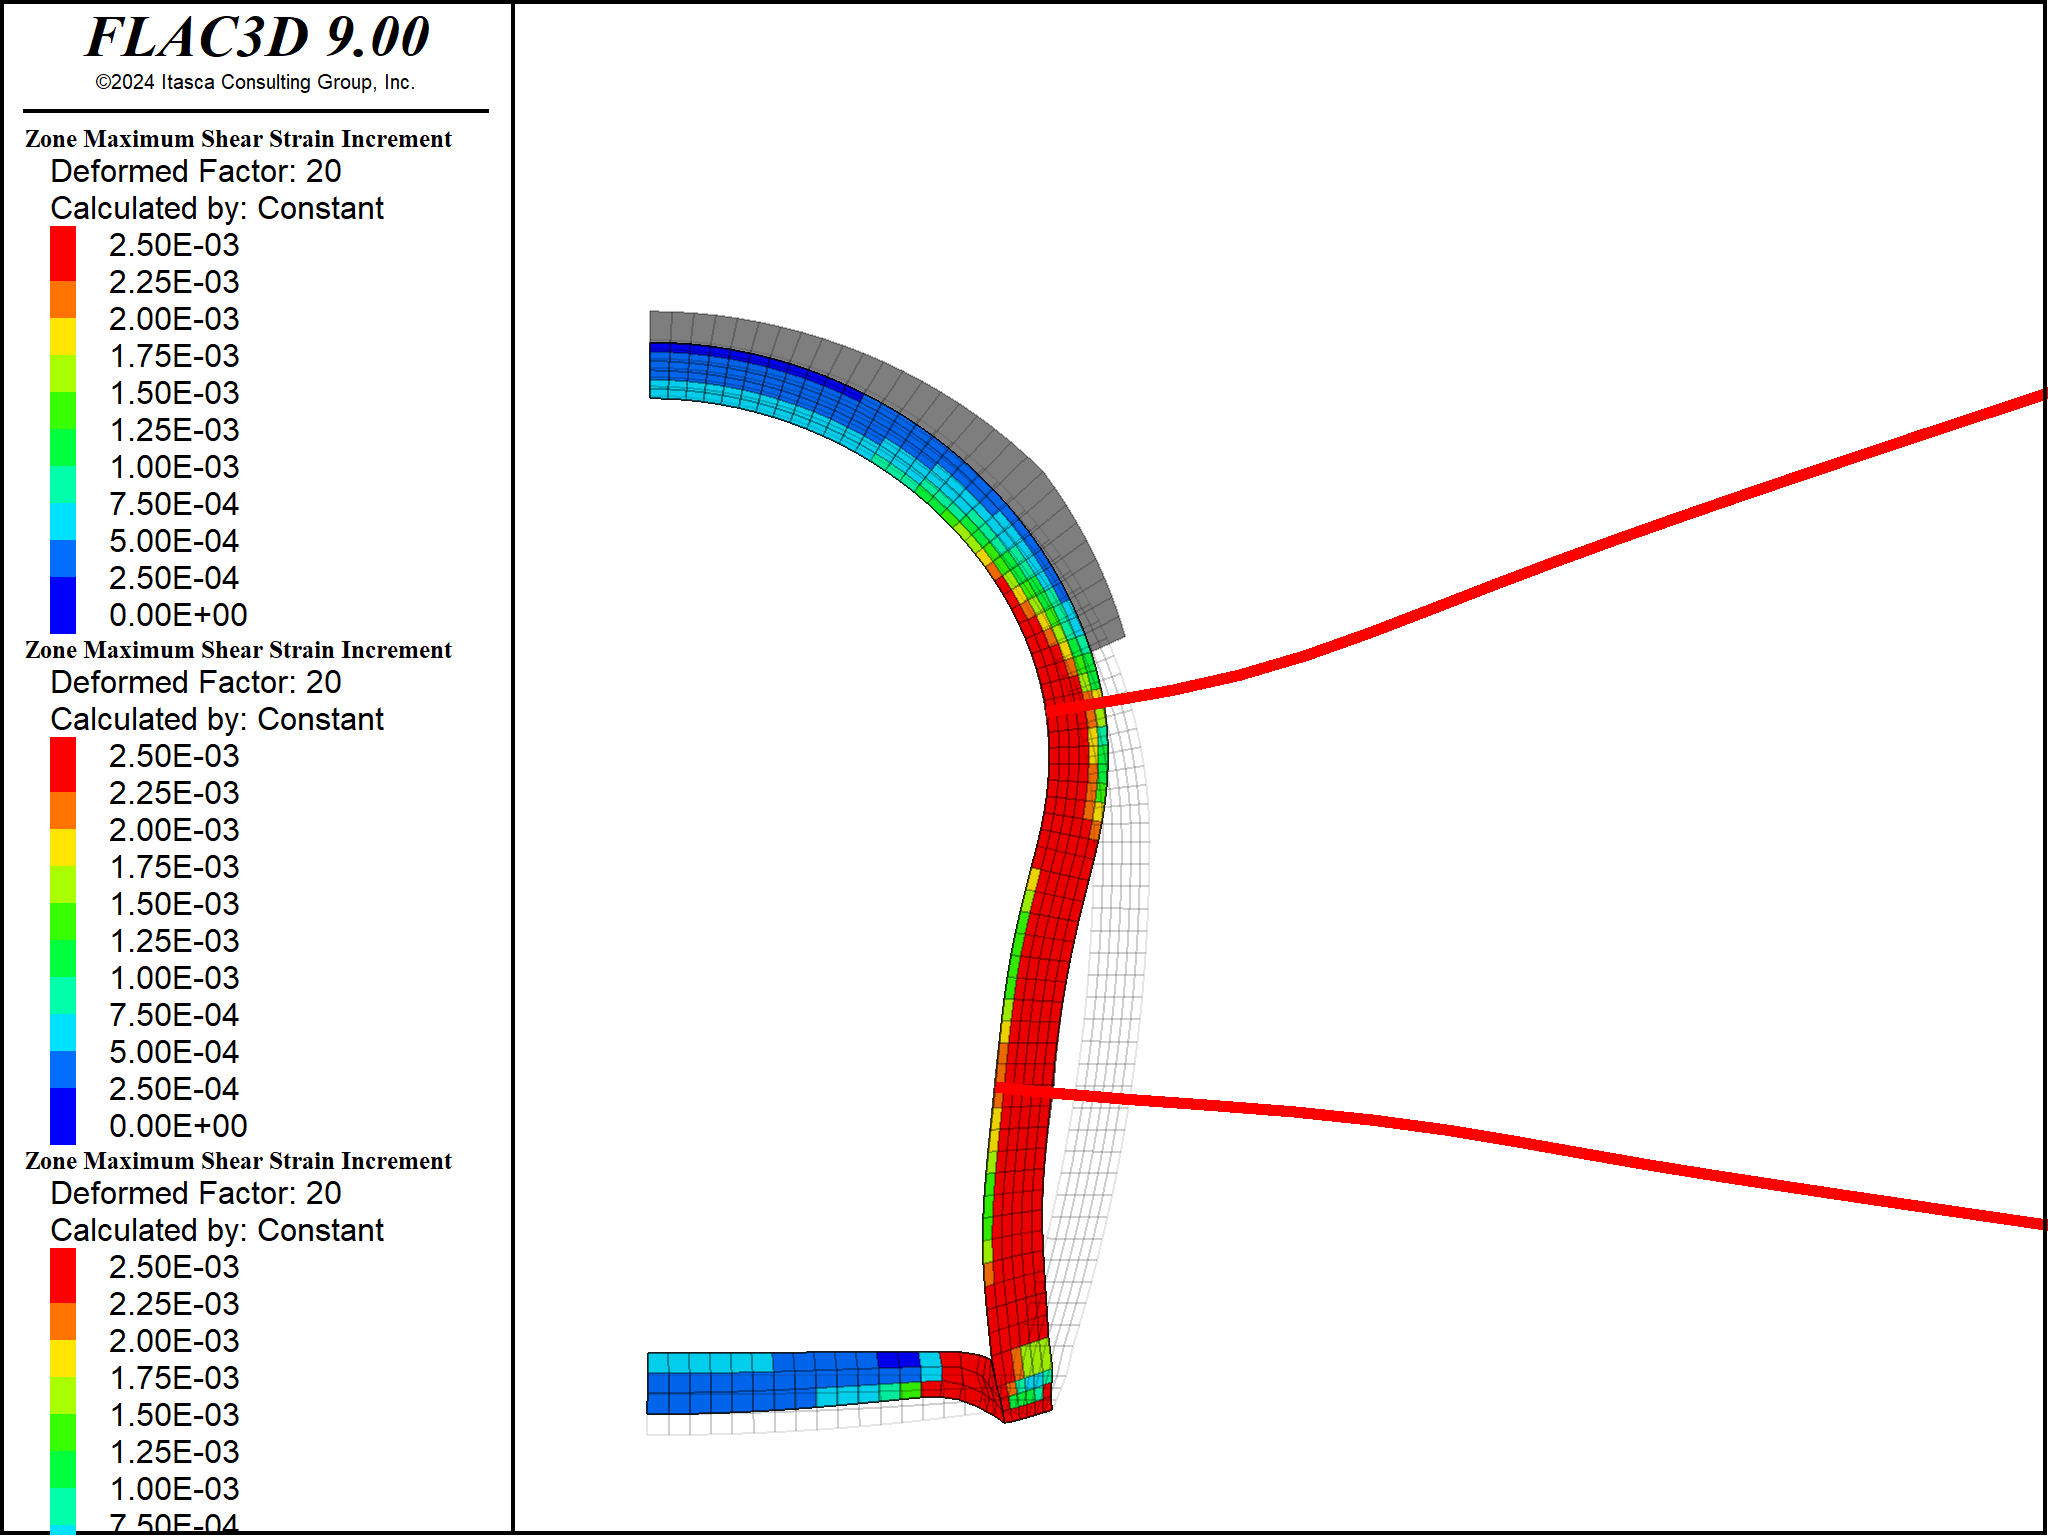 FLAC3D 9.00
©2024 Itasca Consulting Group, Inc.
Zone Maximum Shear Strain Increment
Deformed Factor: 20
Calculated by: Constant
2.50E-03
2.25E-03
2.00E-03
1.75E-03
1.50E-03
1.25E-03
1.00E-03
7.50E-04
5.00E-04
2.50E-04
0.00E+00
Zone Maximum Shear Strain Increment
Deformed Factor: 20
Calculated by: Constant
2.50E-03
2.25E-03
2.00E-03
1.75E-03
1.50E-03
1.25E-03
1.00E-03
7.50E-04
5.00E-04
2.50E-04
0.00E+00
Zone Maximum Shear Strain Increment
Deformed Factor: 20
Calculated by: Constant
2.50E-03
2.25E-03
2.00E-03
1.75E-03
1.50E-03
1.25E-03
1.00E-03
7.50E-04